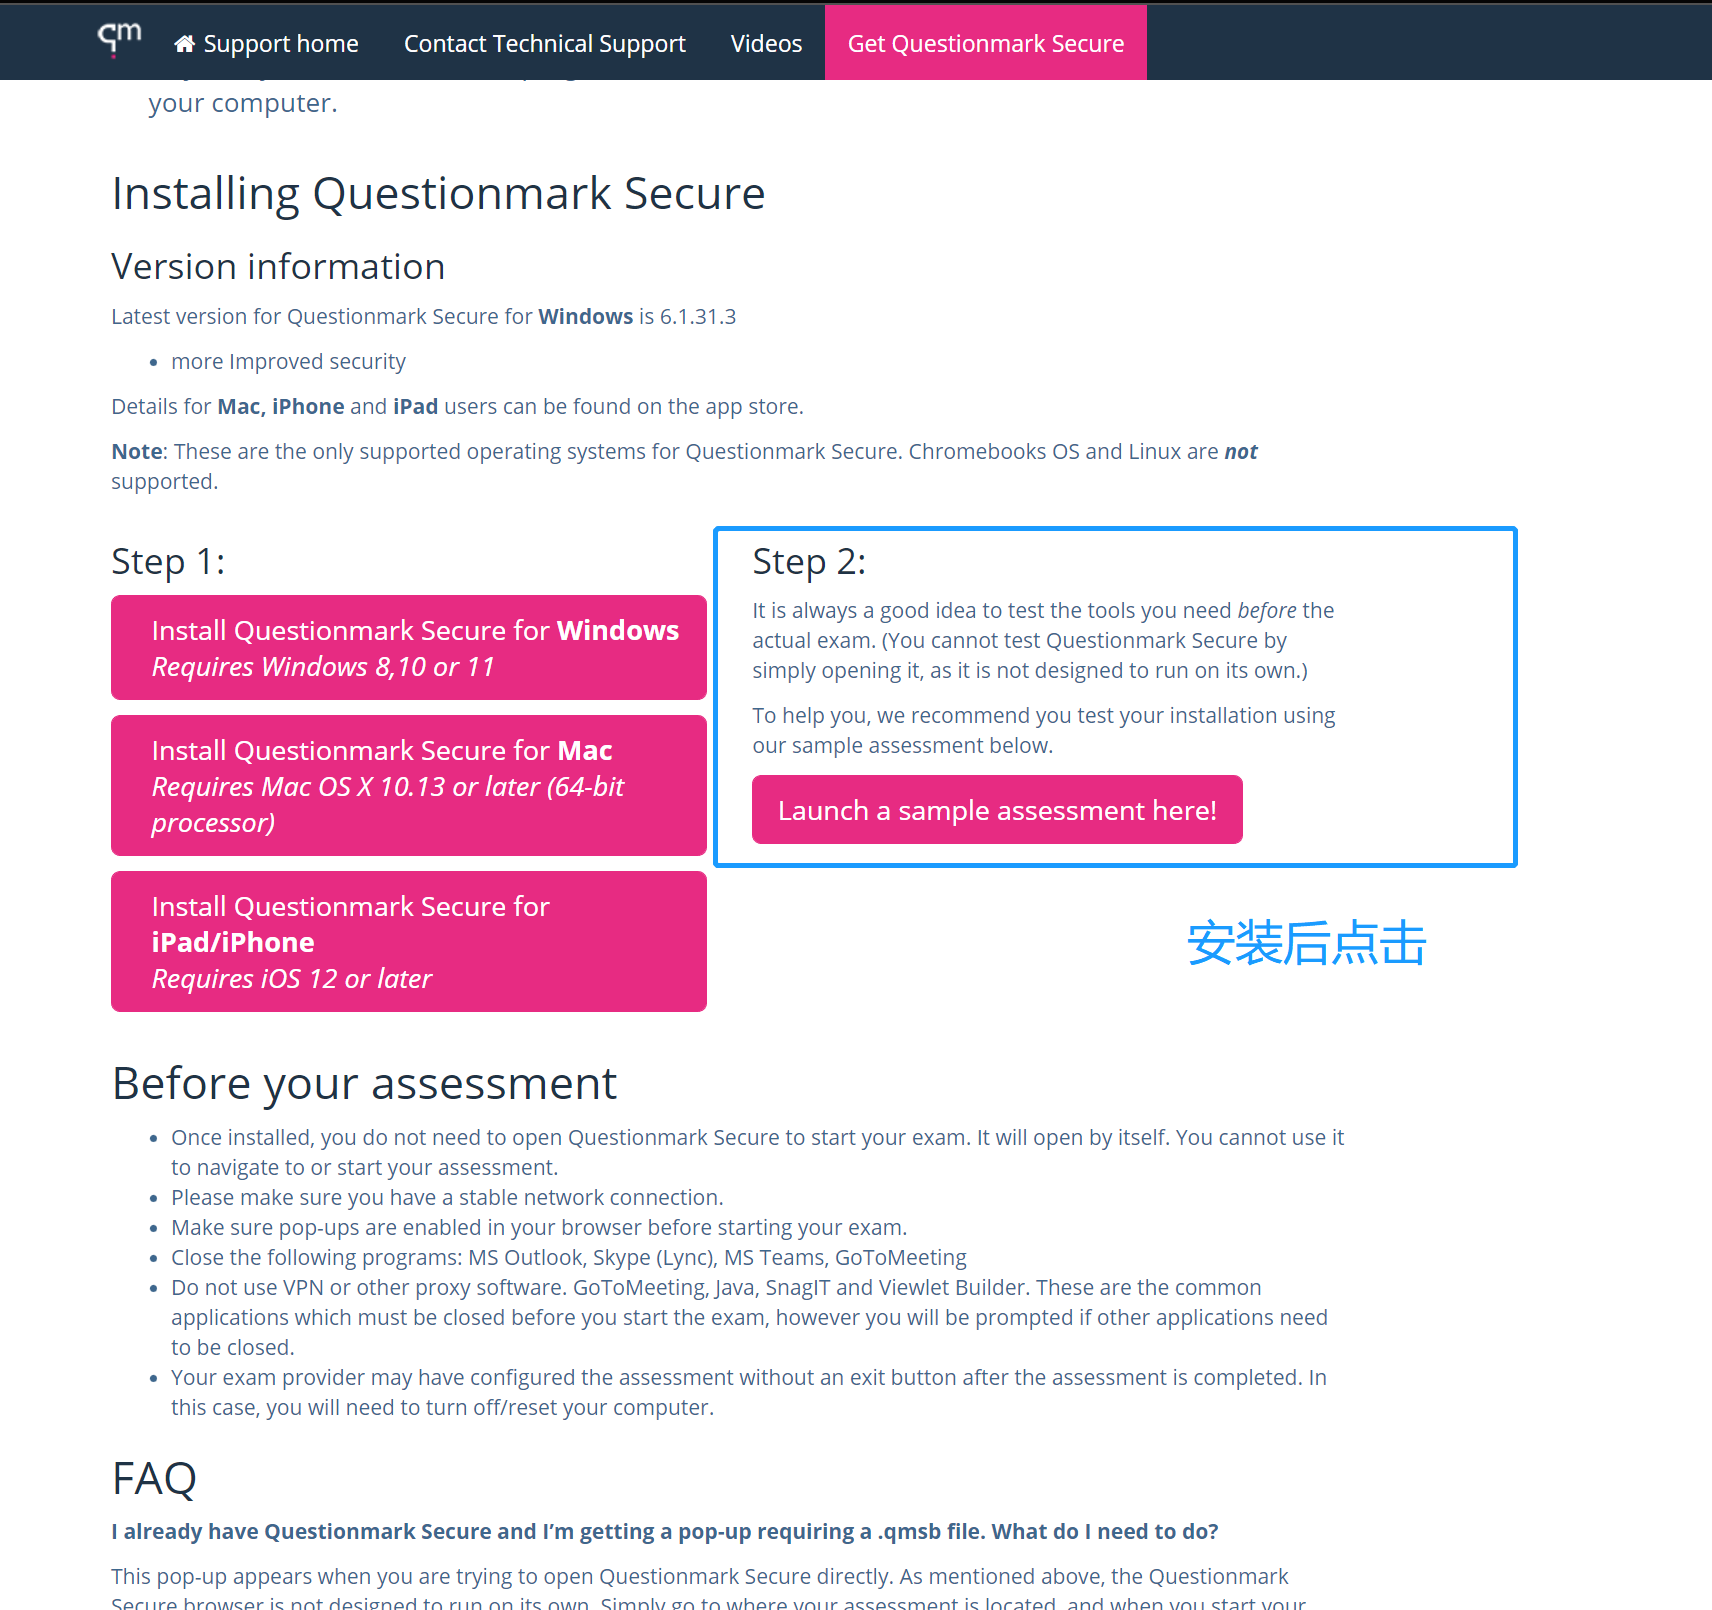 qm
Support home
Contact Technical Support
Videos
Get Questionmark Secure
your computer.
Installing Questionmark Secure
Version information
Latest version for Questionmark Secure for Windows is 6.1.31.3
• more Improved security
Details for Mac, iPhone and iPad users can be found on the app store.
Note: These are the only supported operating systems for Questionmark Secure. Chromebooks OS and Linux are not
supported.
Step 1:
Install Questionmark Secure for Windows
Requires Windows 8,10 or 11
Install Questionmark Secure for Mac
Requires Mac OS X 10.13 or later (64-bit
processor)
Install Questionmark Secure for
iPad/iPhone
Requires iOS 12 or later
Step 2:
It is always a good idea to test the tools you need before the
actual exam. (You cannot test Questionmark Secure by
simply opening it, as it is not designed to run on its own.)
To help you, we recommend you test your installation using
our sample assessment below.
Launch a sample assessment here!
安装后点击
Before your assessment
• Once installed, you do not need to open Questionmark Secure to start your exam. It will open by itself. You cannot use it
to navigate to or start your assessment.
• Please make sure you have a stable network connection.
• Make sure pop-ups are enabled in your browser before starting your exam.
• Close the following programs: MS Outlook, Skype (Lync), MS Teams, GoToMeeting
• Do not use VPN or other proxy software. GoToMeeting, Java, SnagIT and Viewlet Builder. These are the common
applications which must be closed before you start the exam, however you will be prompted if other applications need
to be closed.
• Your exam provider may have configured the assessment without an exit button after the assessment is completed. In
this case, you will need to turn off/reset your computer.
FAQ
I already have Questionmark Secure and I'm getting a pop-up requiring a .qmsb file. What do I need to do?
This pop-up appears when you are trying to open Questionmark Secure directly. As mentioned above, the Questionmark
Secure browser is not designed to run on its own. Simply go to where your assessment is located, and when you start your